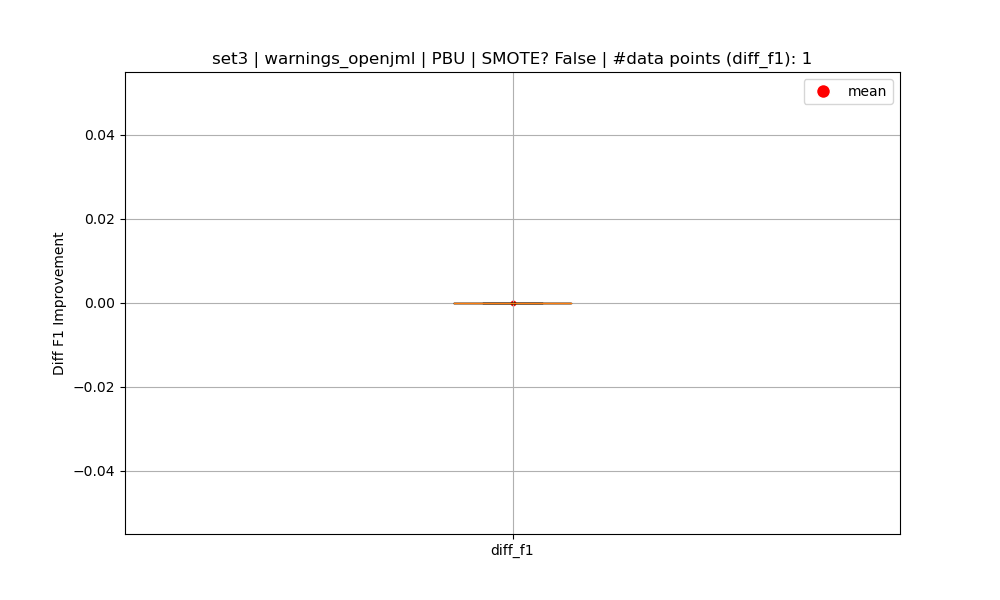 set3 | warnings_openjml | PBU | SMOTE? False | #data points (diff_f1): 1
mean
0.04
0.02
0.00
−0.02
−0.04
Diff F1 Improvement
diff_f1